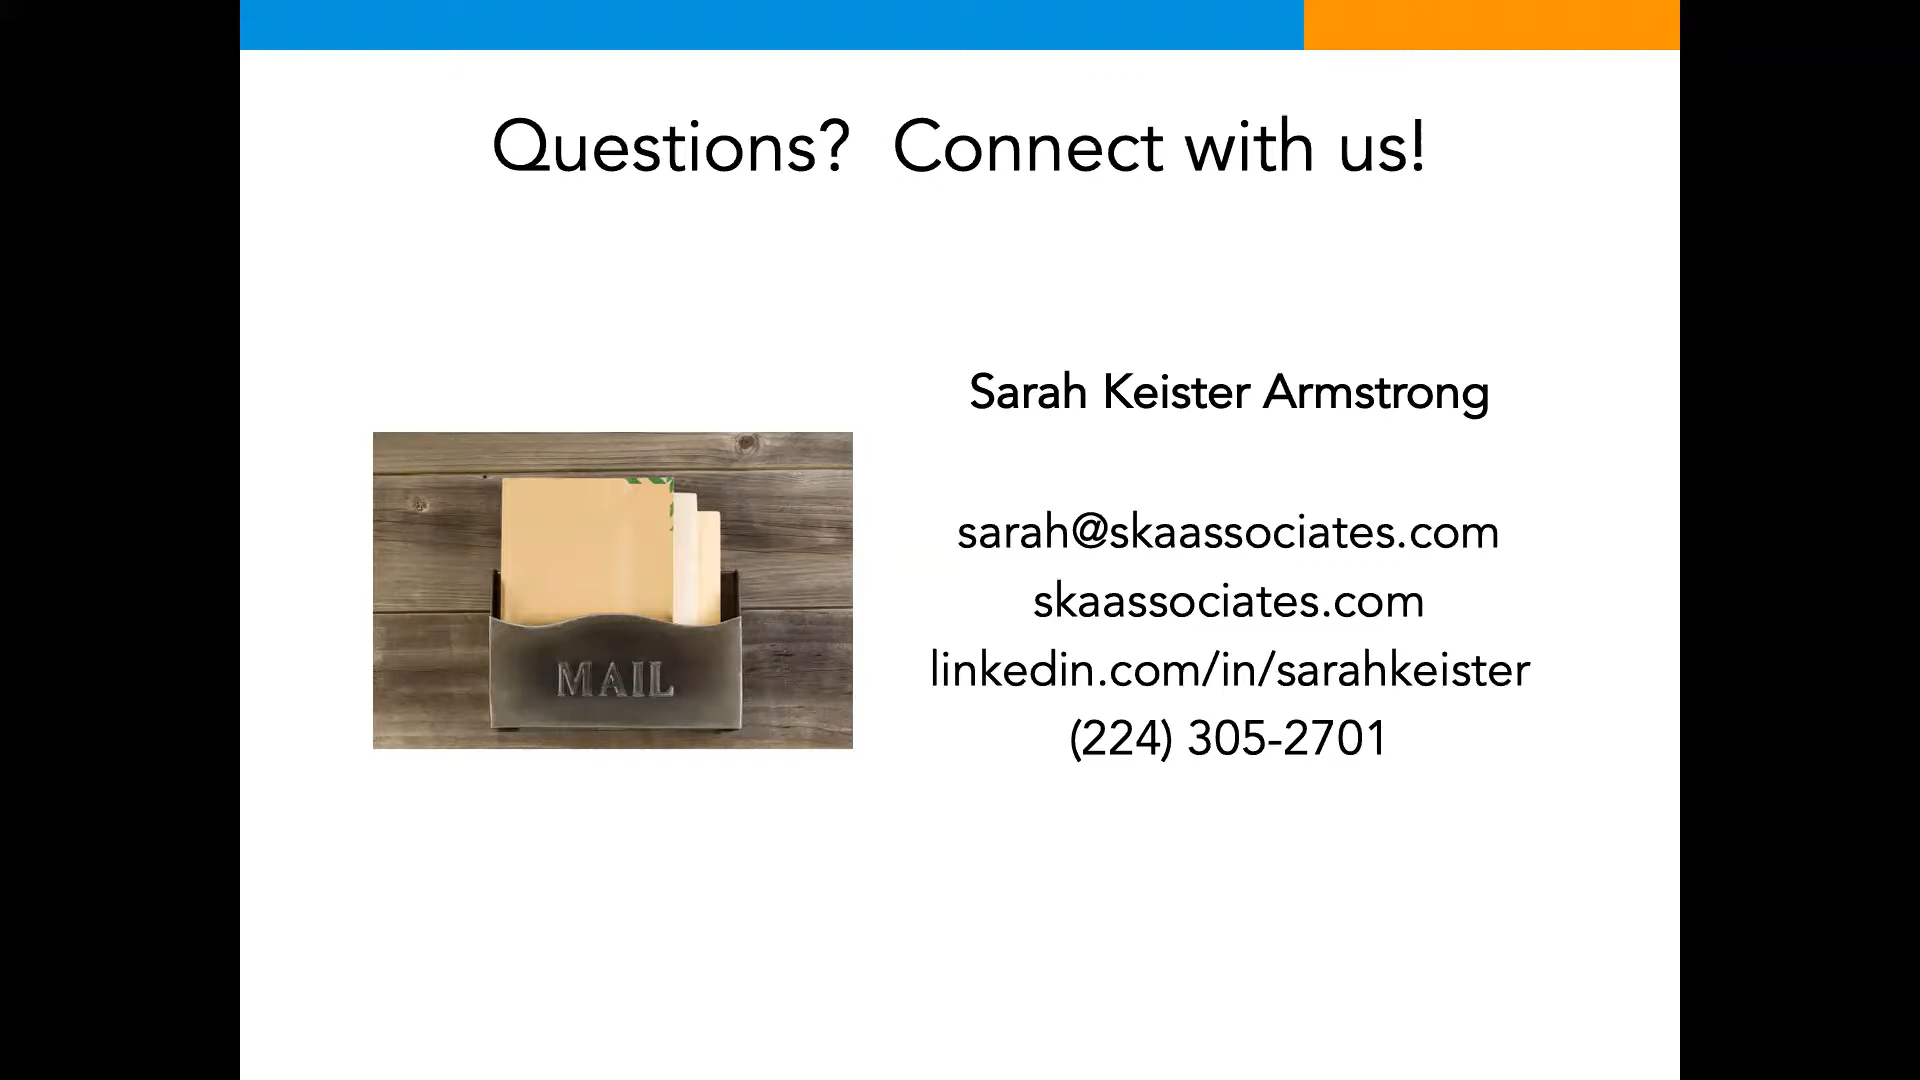 Questions?  Connect with us!
Sarah Keister Armstrong
sarah@skaassociates.com
skaassociates.com
linkedin.com/in/sarahkeister
(224) 305-2701
MAIL